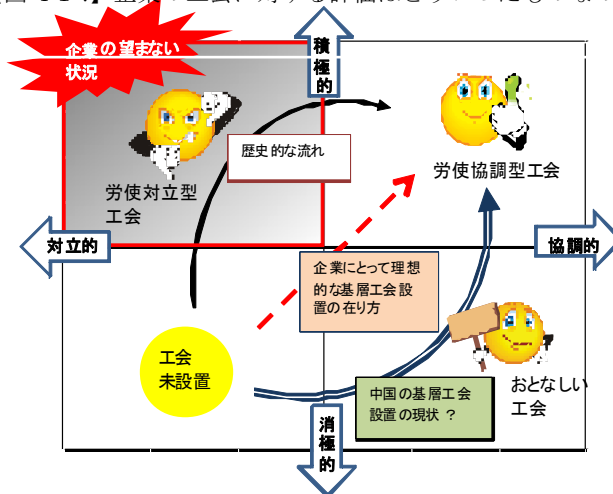 企業の望まない
状況
積
極
的
歴史的な流れ
労使対立型
工会
労使協調型工会
対立的
協調的
企業にとって理想
的な基層工会設
置の在り方
工会
未設置
中国の基層工会
設置の現状?
おとなしい
工会
消
極
的